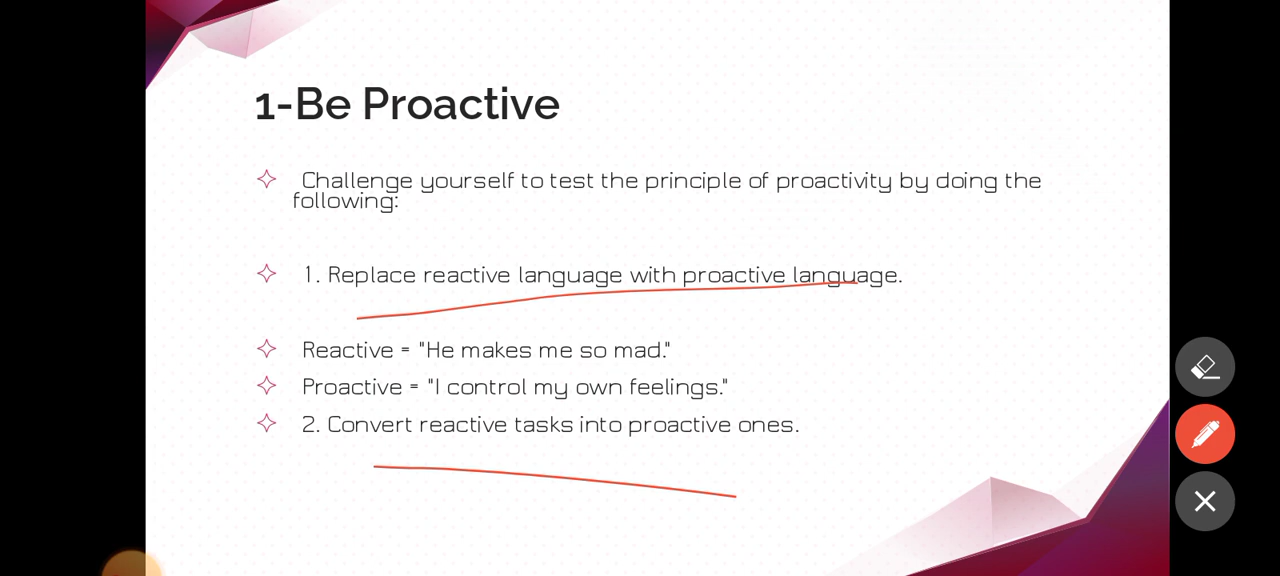 1-Be Proactive
Challenge yourself to test the principle of proactivity by doing the
following:
1. Replace reactive language with proactive language.
Reactive = "He makes me so mad."
Proactive = "I control my own feelings."
2. Convert reactive tasks into proactive ones.